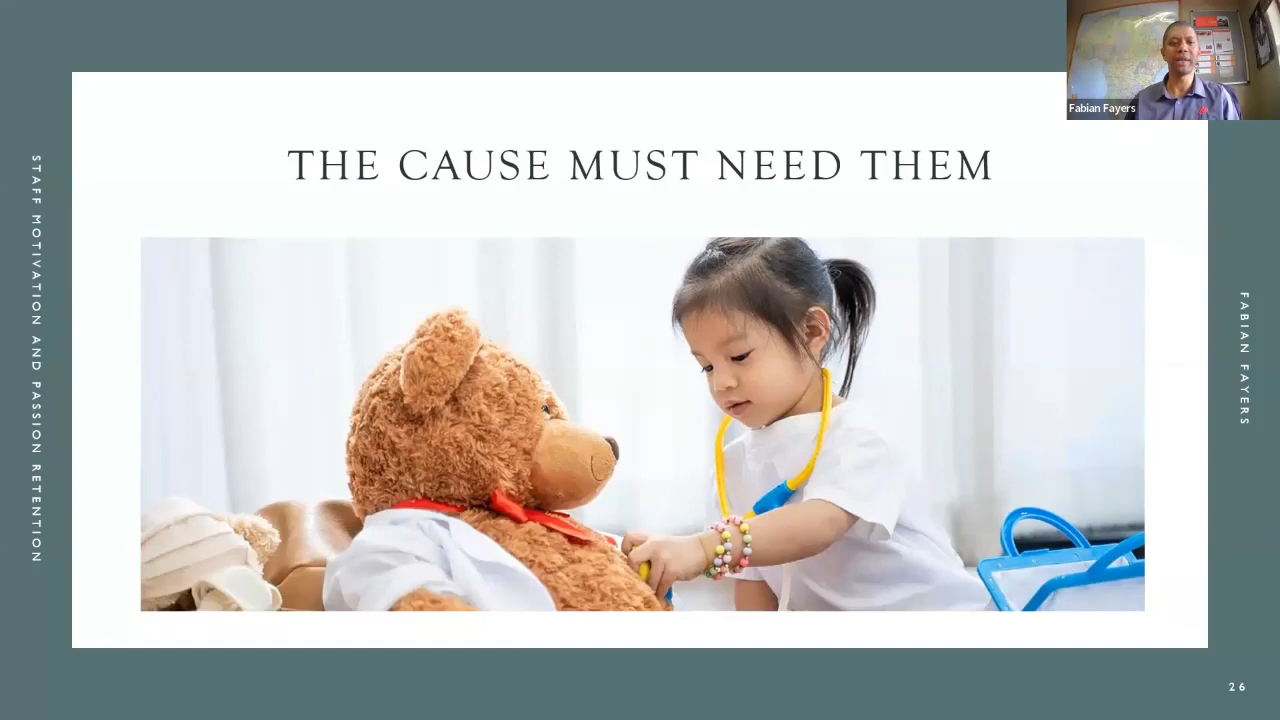 Fabian Fayers
THE CAUSE MUST NEED THEM
STAFF MOTIVATION AND PASSION RETENTION
FABIAN FAYERS
26